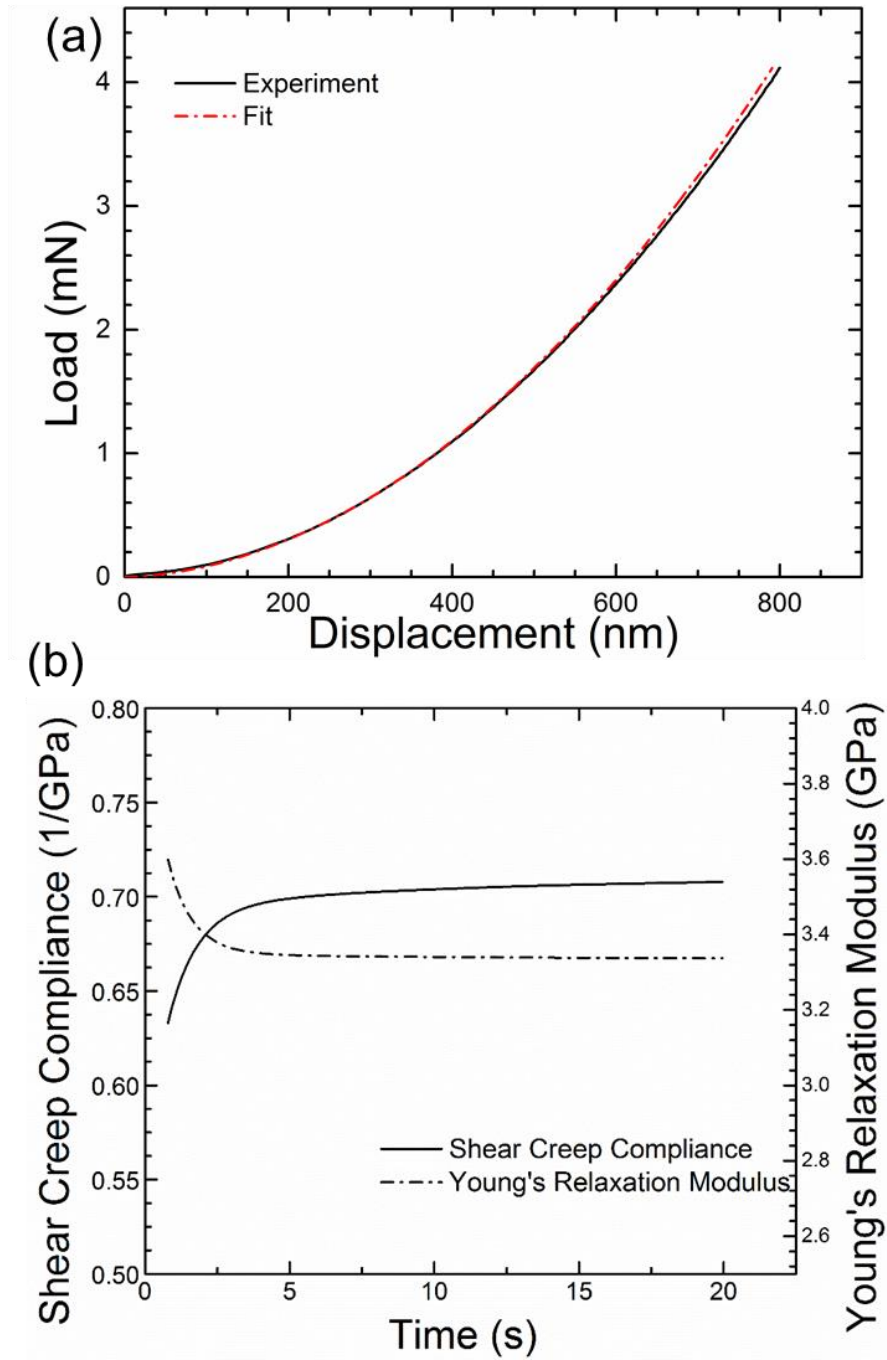 (a)
Experiment
Fit
Load (mN)
4
3
2
1
0
0 200 400 600 800
Displacement (nm)
(b)
Shear Creep Compliance (1/GPa)
0.80
0.75
0.70
0.65
0.60
0.55
0.50
Young's Relaxation Modulus (GPa)
4.0
3.8
3.6
3.4
3.2
3.0
2.8
2.6
Shear Creep Compliance
Young's Relaxation Modulus
0 5 10 15 20
Time (s)